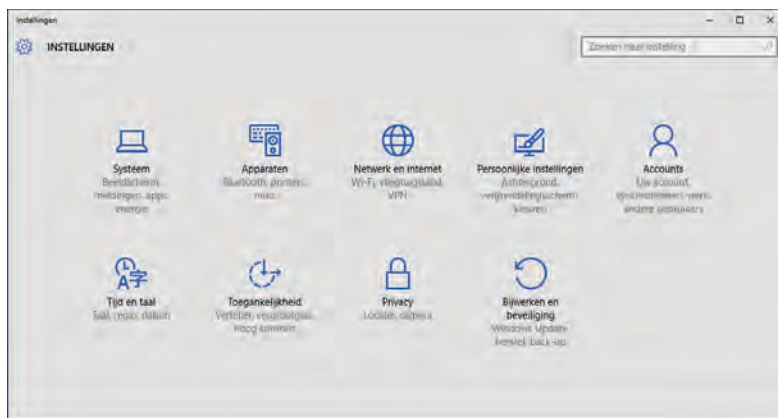 Instellingen
INSTELLINGEN
Zoeken naar instelling
Systeem
Beeldscherm,
meldingen, apps,
energie
Apparaten
Bluetooth, printers,
muis
Netwerk en internet
Wi-Fi, vliegtuigstand,
VPN
Persoonlijke instellingen
Achtergrond,
vergrendelingsscherm,
kleuren
Accounts
Uw account,
synchroniseren, werk,
andere gebruikers
Tijd en taal
Taal, regio, datum
Toegankelijkheid
Verteller, vergrootglas,
hoog contrast
Privacy
Locatie, camera
Bijwerken en
beveiliging
Windows Update,
herstel, back-up